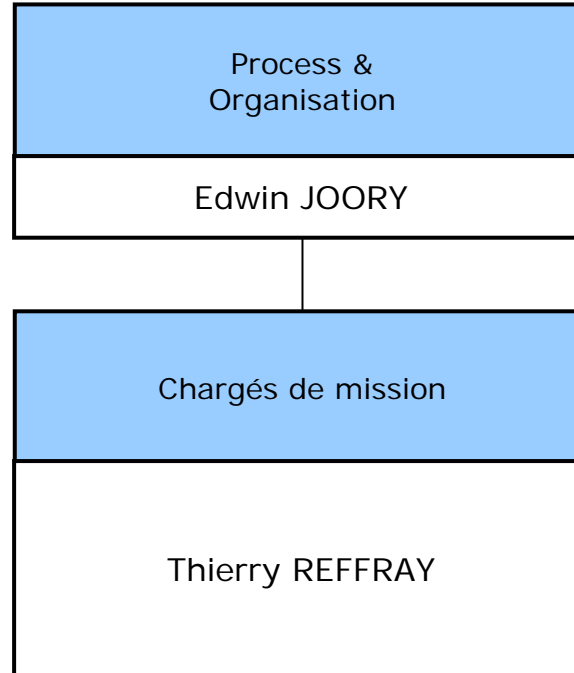 Process &
Organisation
Edwin JOORY
Chargés de mission
Thierry REFFRAY